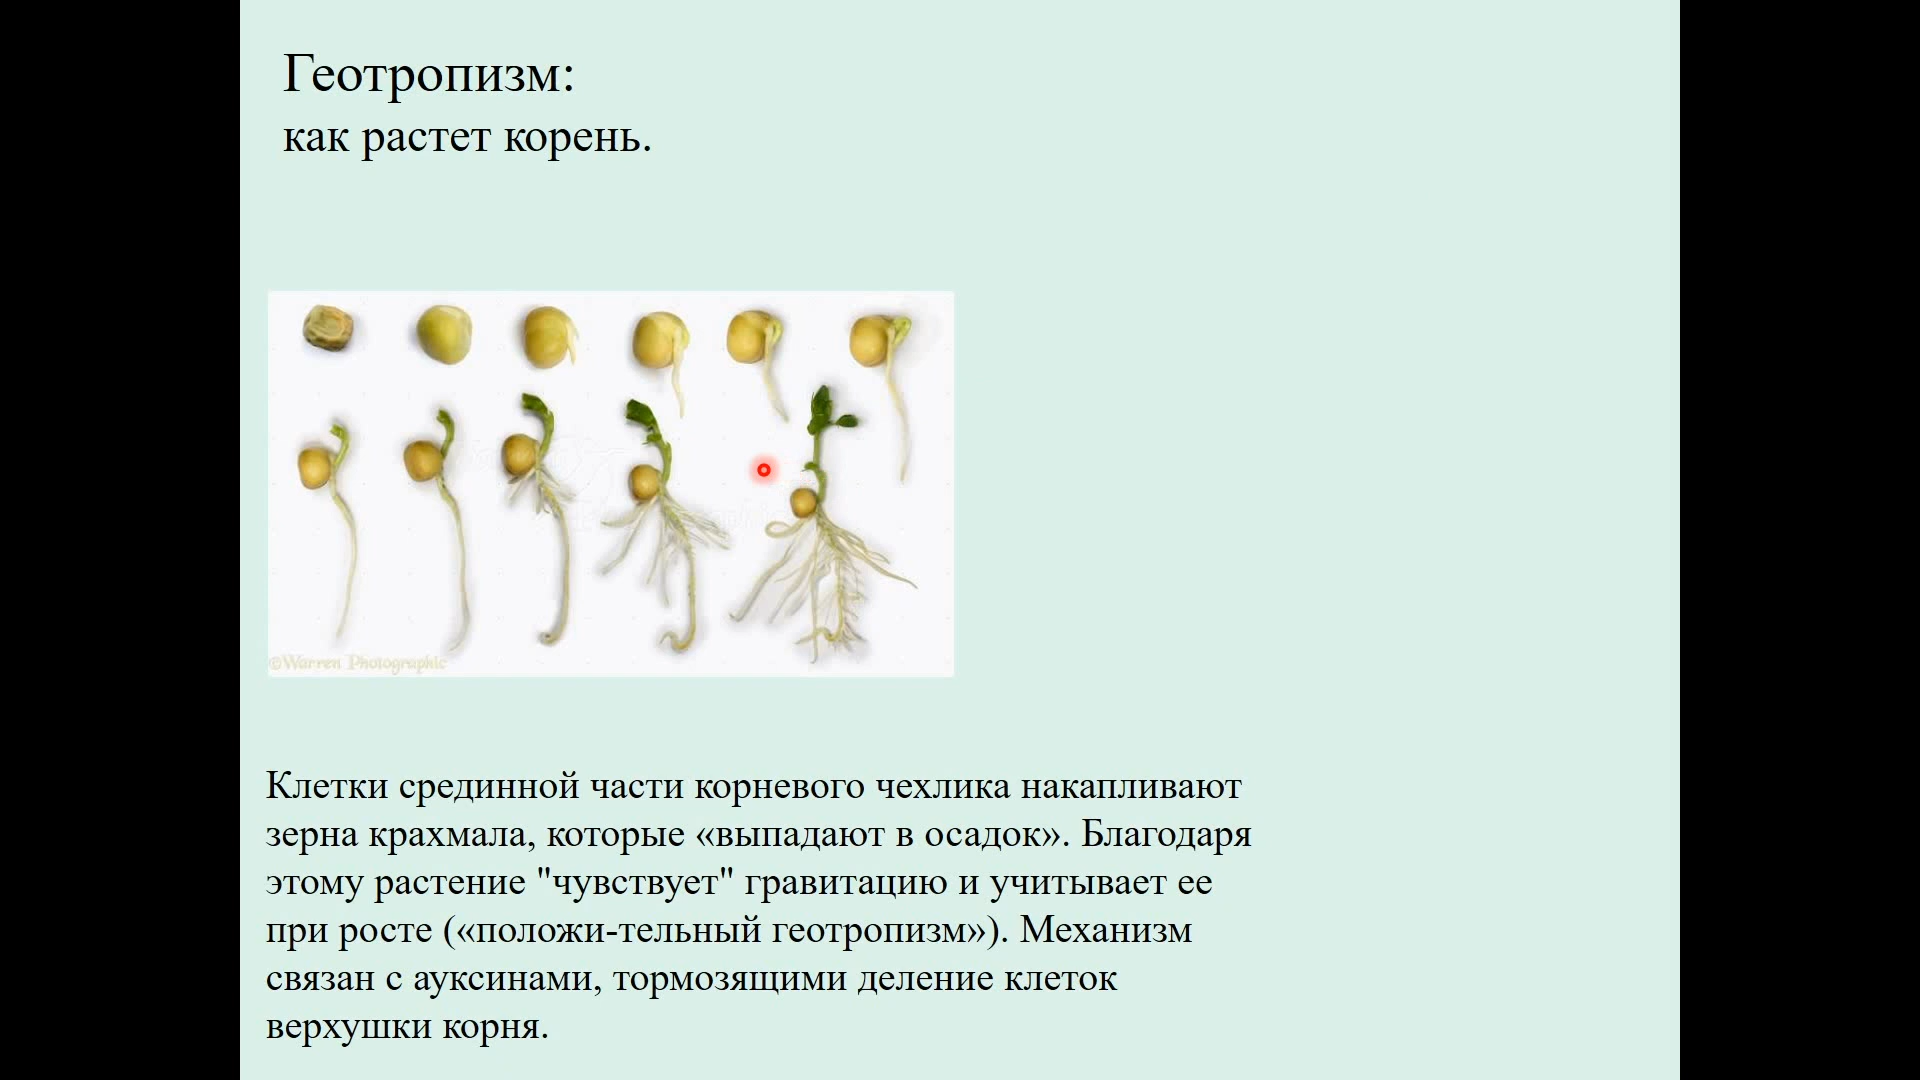 Геотропизм:
как растет корень.
©Warren Photographic
Клетки срединной части корневого чехлика накапливают
зерна крахмала, которые «выпадают в осадок». Благодаря
этому растение "чувствует" гравитацию и учитывает ее
при росте («положи-тельный геотропизм»). Механизм
связан с ауксинами, тормозящими деление клеток
верхушки корня.